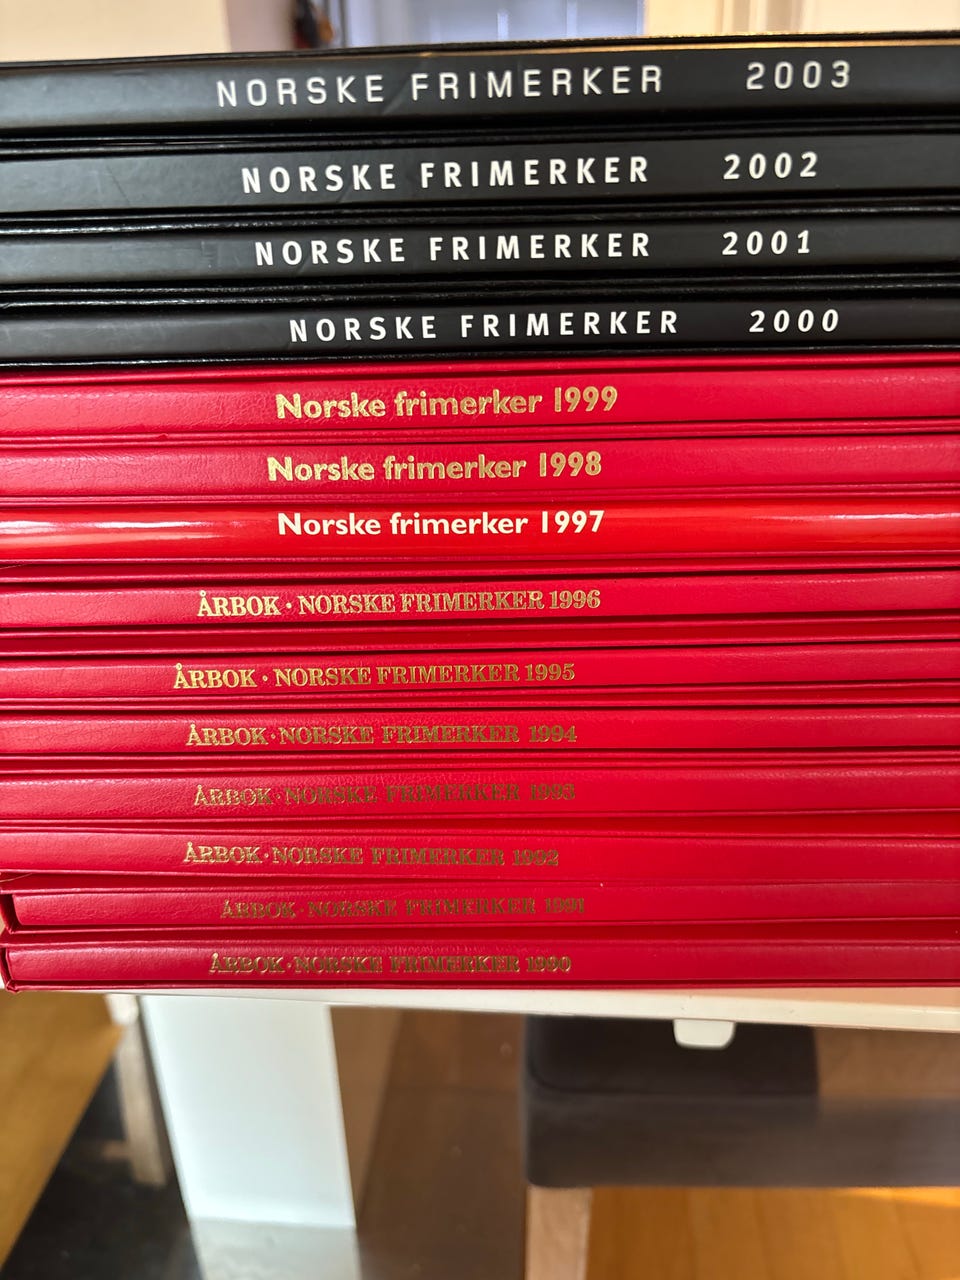 NORSKE FRIMERKER 2003
NORSKE FRIMERKER 2002
NORSKE FRIMERKER 2001
NORSKE FRIMERKER 2000
Norske frimerker 1999
Norske frimerker 1998
Norske frimerker 1997
ÅRBOK · NORSKE FRIMERKER 1996
ÅRBOK · NORSKE FRIMERKER 1995
ÅRBOK · NORSKE FRIMERKER 1994
ÅRBOK · NORSKE FRIMERKER 1993
ÅRBOK · NORSKE FRIMERKER 1992
ÅRBOK · NORSKE FRIMERKER 1991
ÅRBOK · NORSKE FRIMERKER 1990